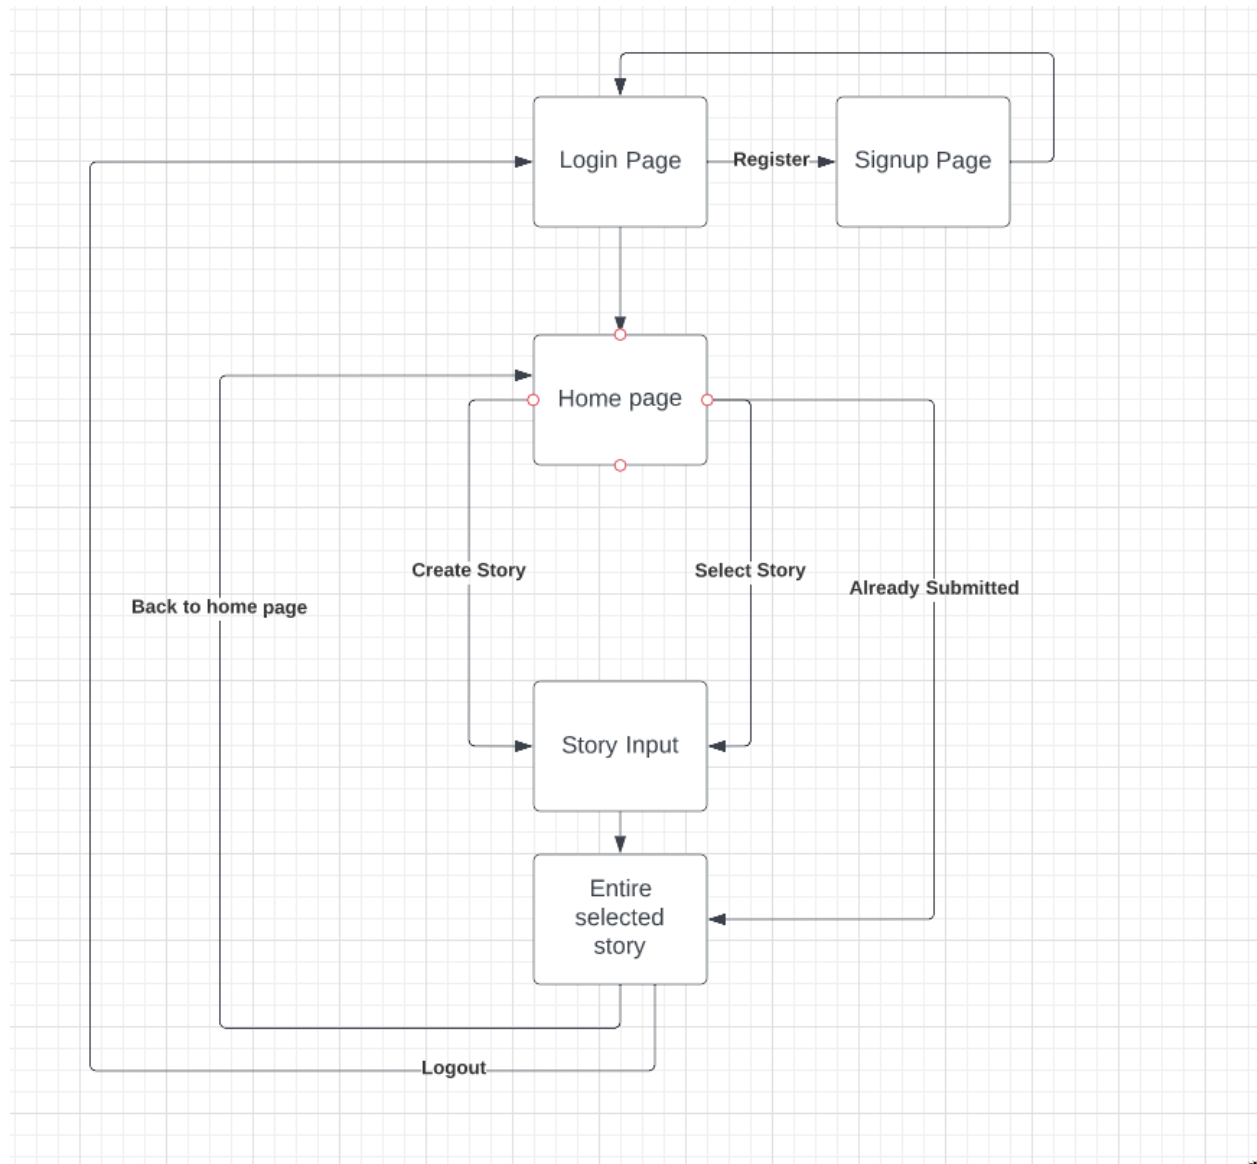 Login Page
Register
Signup Page
Home page
Create Story
Select Story
Already Submitted
Back to home page
Story Input
Entire
selected
story
Logout